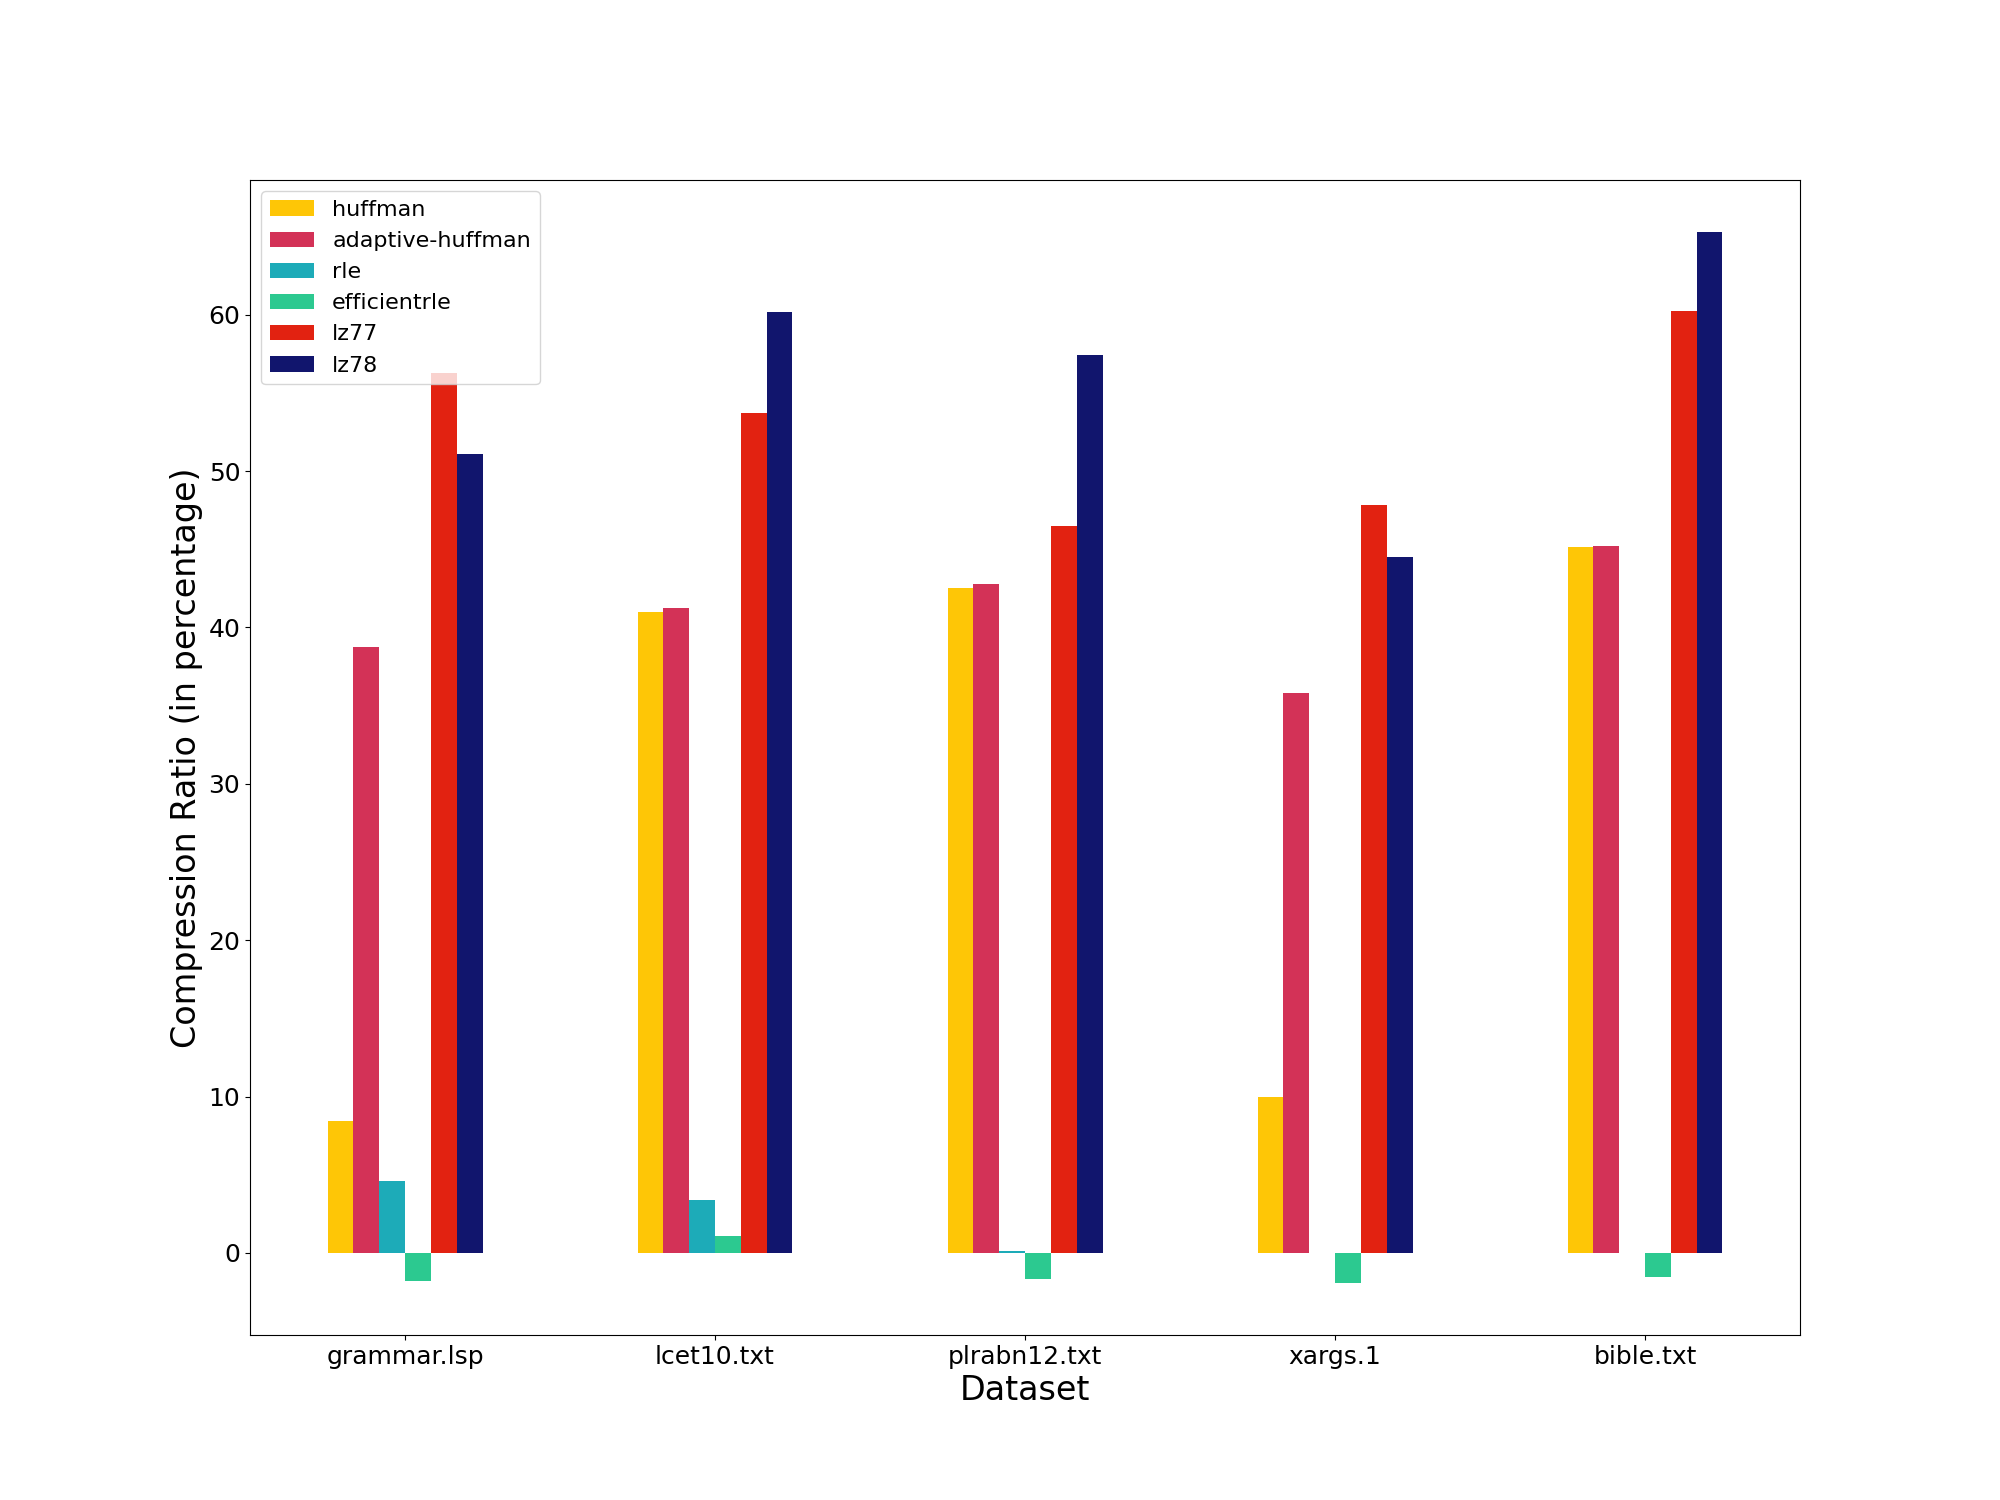 huffman
adaptive-huffman
rle
efficientrle
lz77
lz78
Compression Ratio (in percentage)
60
50
40
30
20
10
0
grammar.lsp lcet10.txt plrabn12.txt xargs.1 bible.txt
Dataset